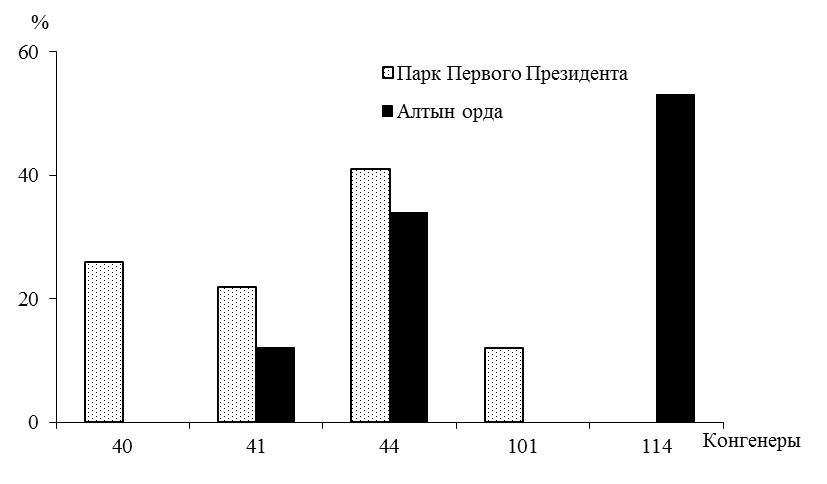 %
60
Парк Первого Президента
Алтын орда
40
20
0
40 41 44 101 114 Конгенеры